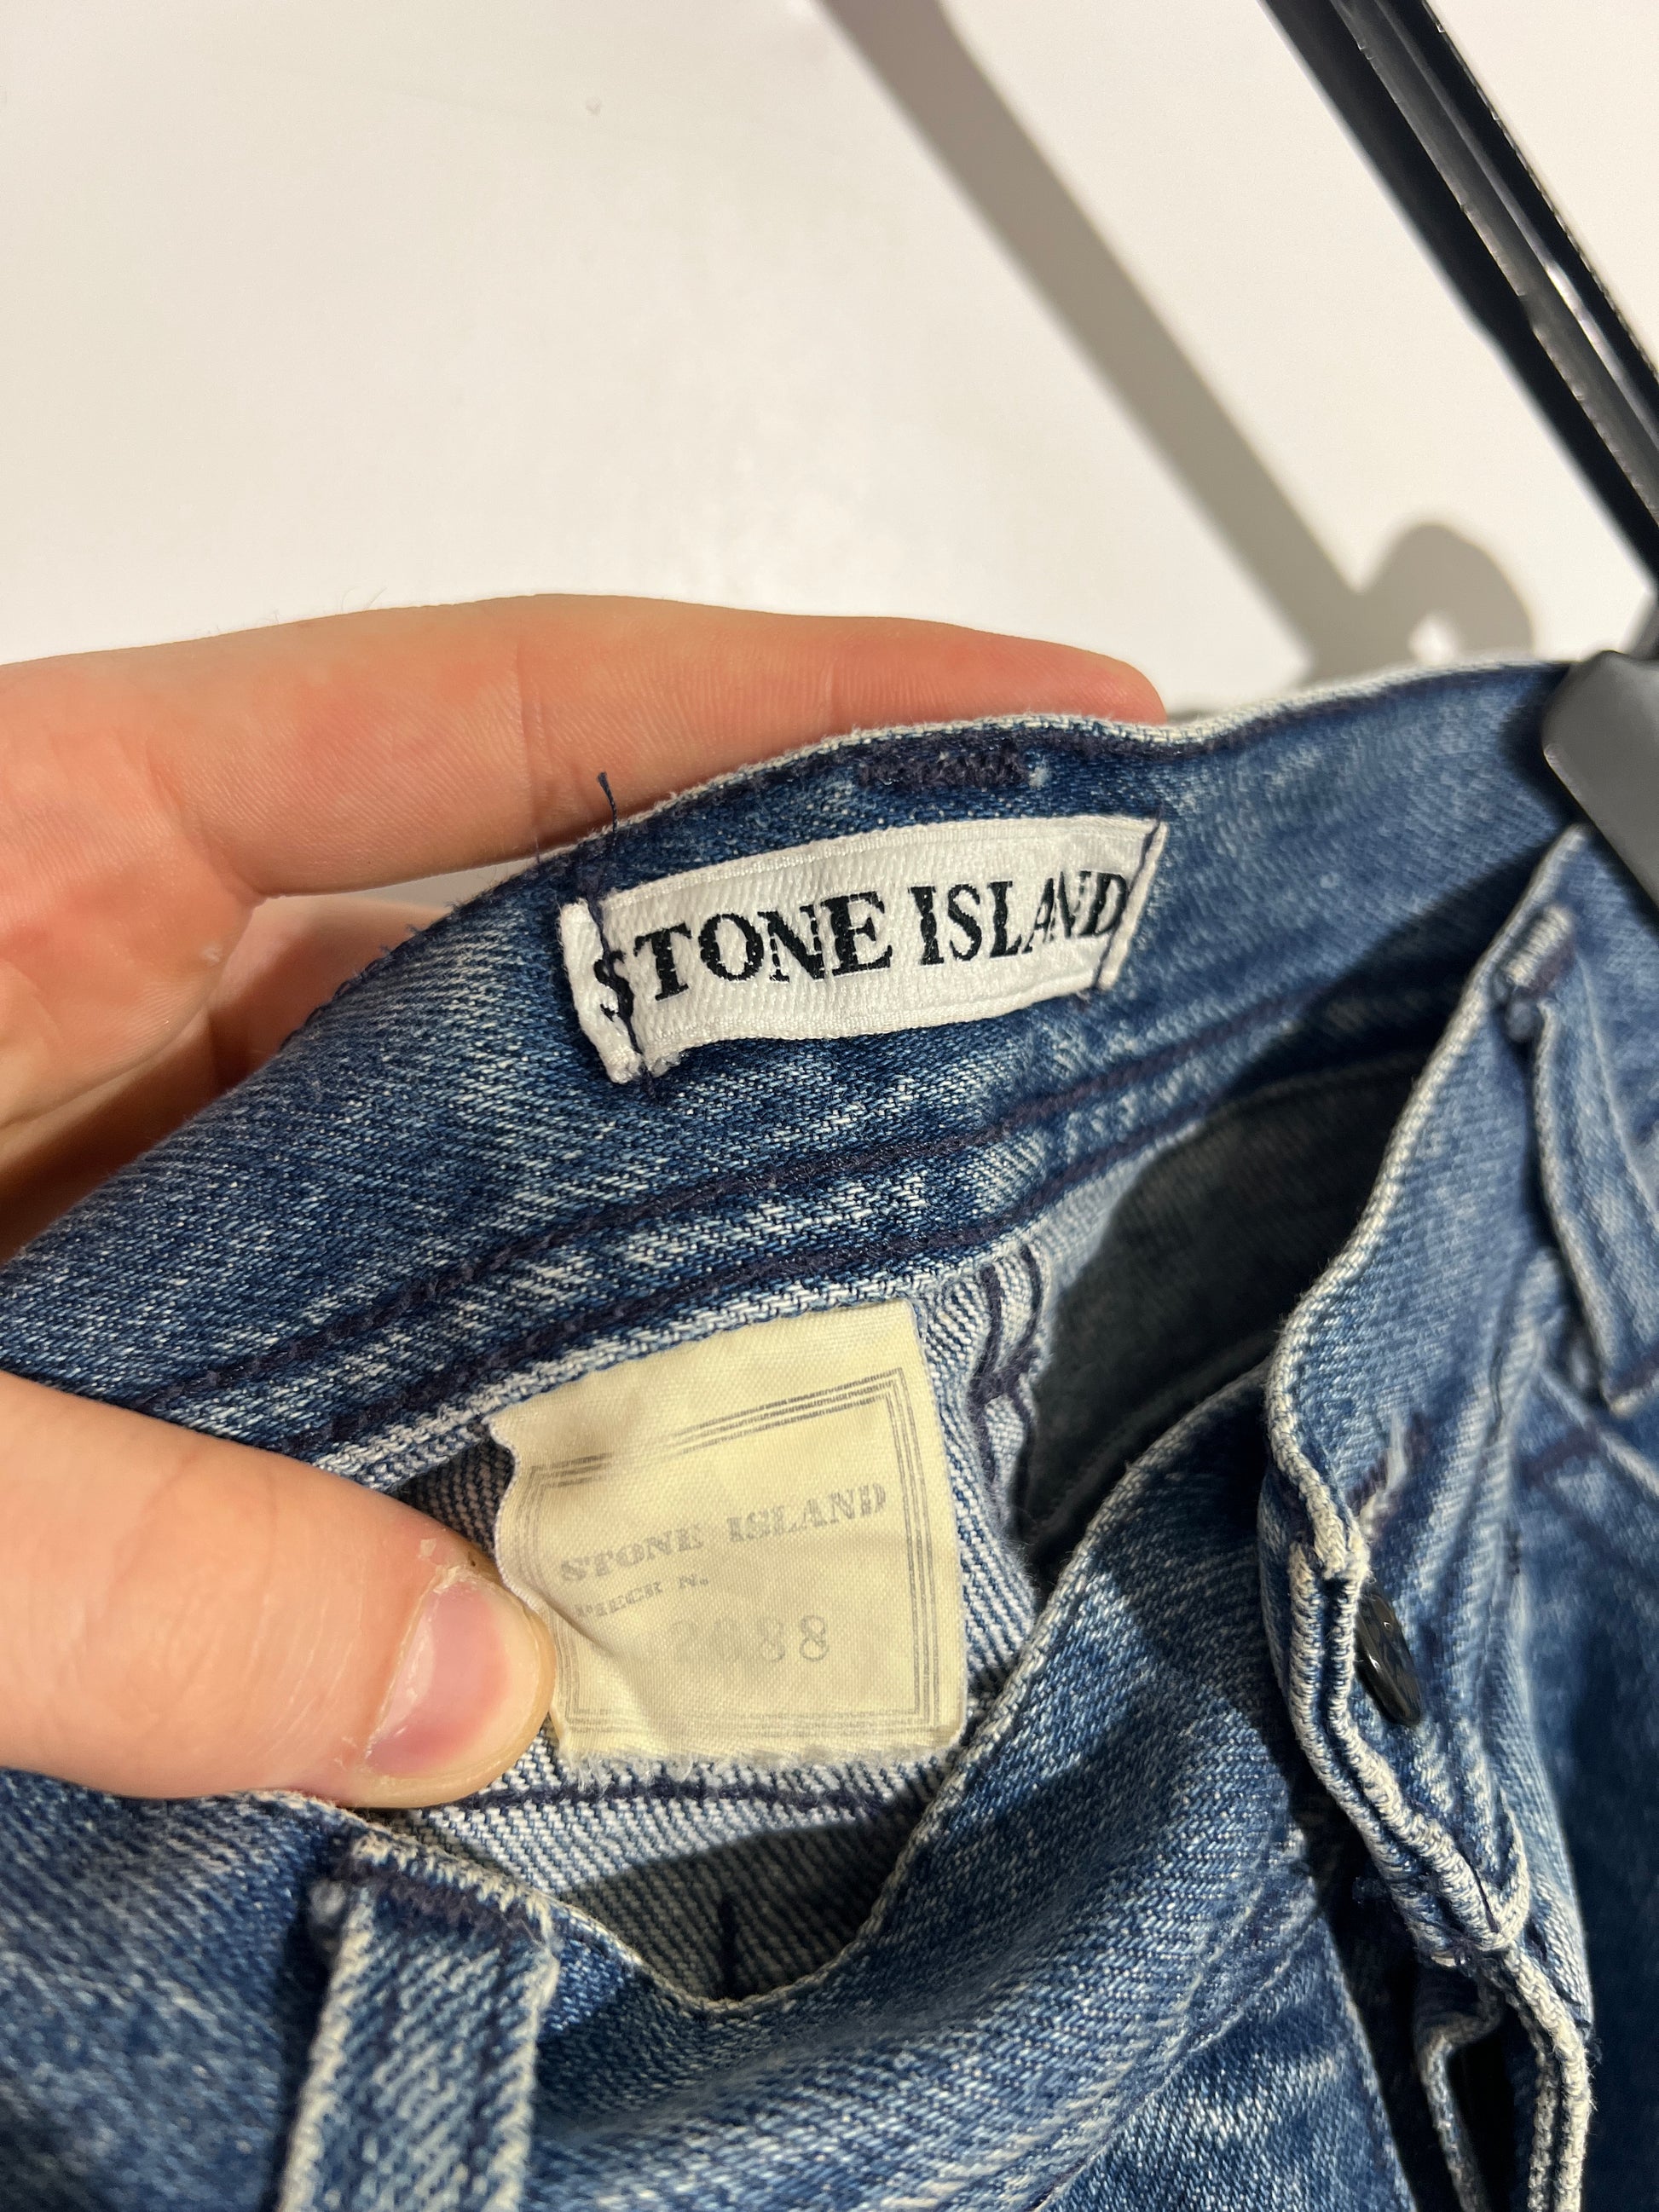 STONE ISLAND
STONE ISLAND
PIECE N.
2088